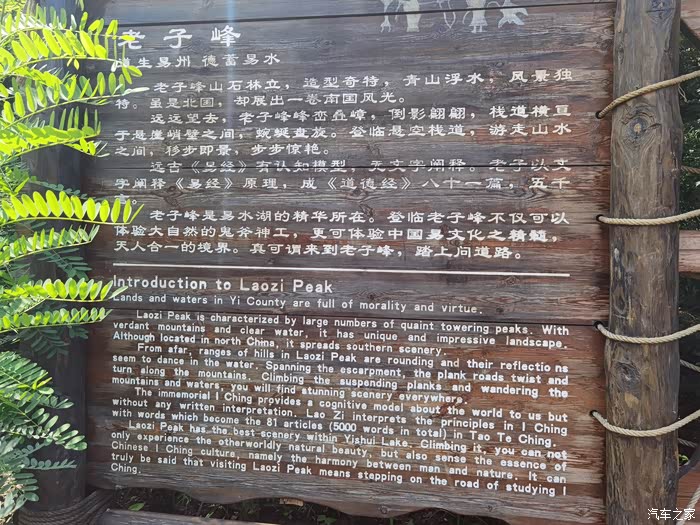 老子峰
道生易州 德蓄易水
老子峰山石林立，造型奇特，青山浮水，风景独
特。虽是北国，却展出一卷南国风光。
远远望去，老子峰峰峦叠嶂，倒影翩翩，栈道横亘
于悬崖峭壁之间，蜿蜒盘旋。登临悬空栈道，游走山水
之间，移步即景，步步惊艳。
远古《易经》有认知模型，无文字阐释。老子以文
字阐释《易经》原理，成《道德经》八十一篇，五千
言。
老子峰是易水湖的精华所在。登临老子峰不仅可以
体验大自然的鬼斧神工，更可体验中国易文化之精髓，
天人合一的境界。真可谓来到老子峰，踏上问道路。
Introduction to Laozi Peak
Lands and waters in Yi County are full of morality and virtue.
Laozi Peak is characterized by large numbers of quaint towering peaks. With
verdant mountains and clear water, it has unique and impressive landscape.
Although located in north China, it spreads southern scenery.
From afar, ranges of hills in Laozi Peak are rounding and their reflections
seem to dance in the water. Spanning the escarpment, the plank roads twist and
turn along the mountains. Climbing the suspending planks and wandering the
mountains and waters, you will find stunning scenery everywhere.
The immemorial I Ching provides a cognitive model about the world to us but
without any written interpretation. Lao Zi interprets the principles in I Ching
with words which become the 81 articles (5000 words in total) in Tao Te Ching.
Laozi Peak has the best scenery within Yishui Lake. Climbing it, you can not
only experience the otherworldly natural beauty, but also sense the essence of
Chinese I Ching culture, namely the harmony between man and nature. It can
truly be said that visiting Laozi Peak means stepping on the road of studying I
Ching.
汽车之家